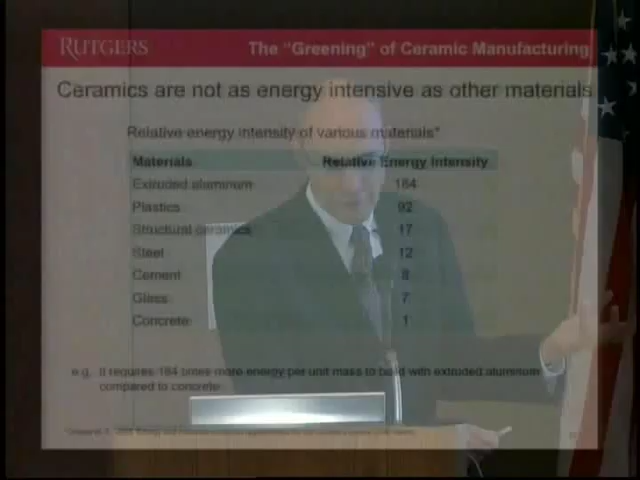 RUTGERS The "Greening" of Ceramic Manufacturing
Ceramics are not as energy intensive as other materials
Relative energy intensity of various materials*
Materials Relative Energy Intensity
Extruded aluminum 184
Plastics 92
Structural ceramics 17
Steel 12
Cement 8
Glass 7
Concrete 1
e.g. It requires 184 times more energy per unit mass to build with extruded aluminum
compared to concrete